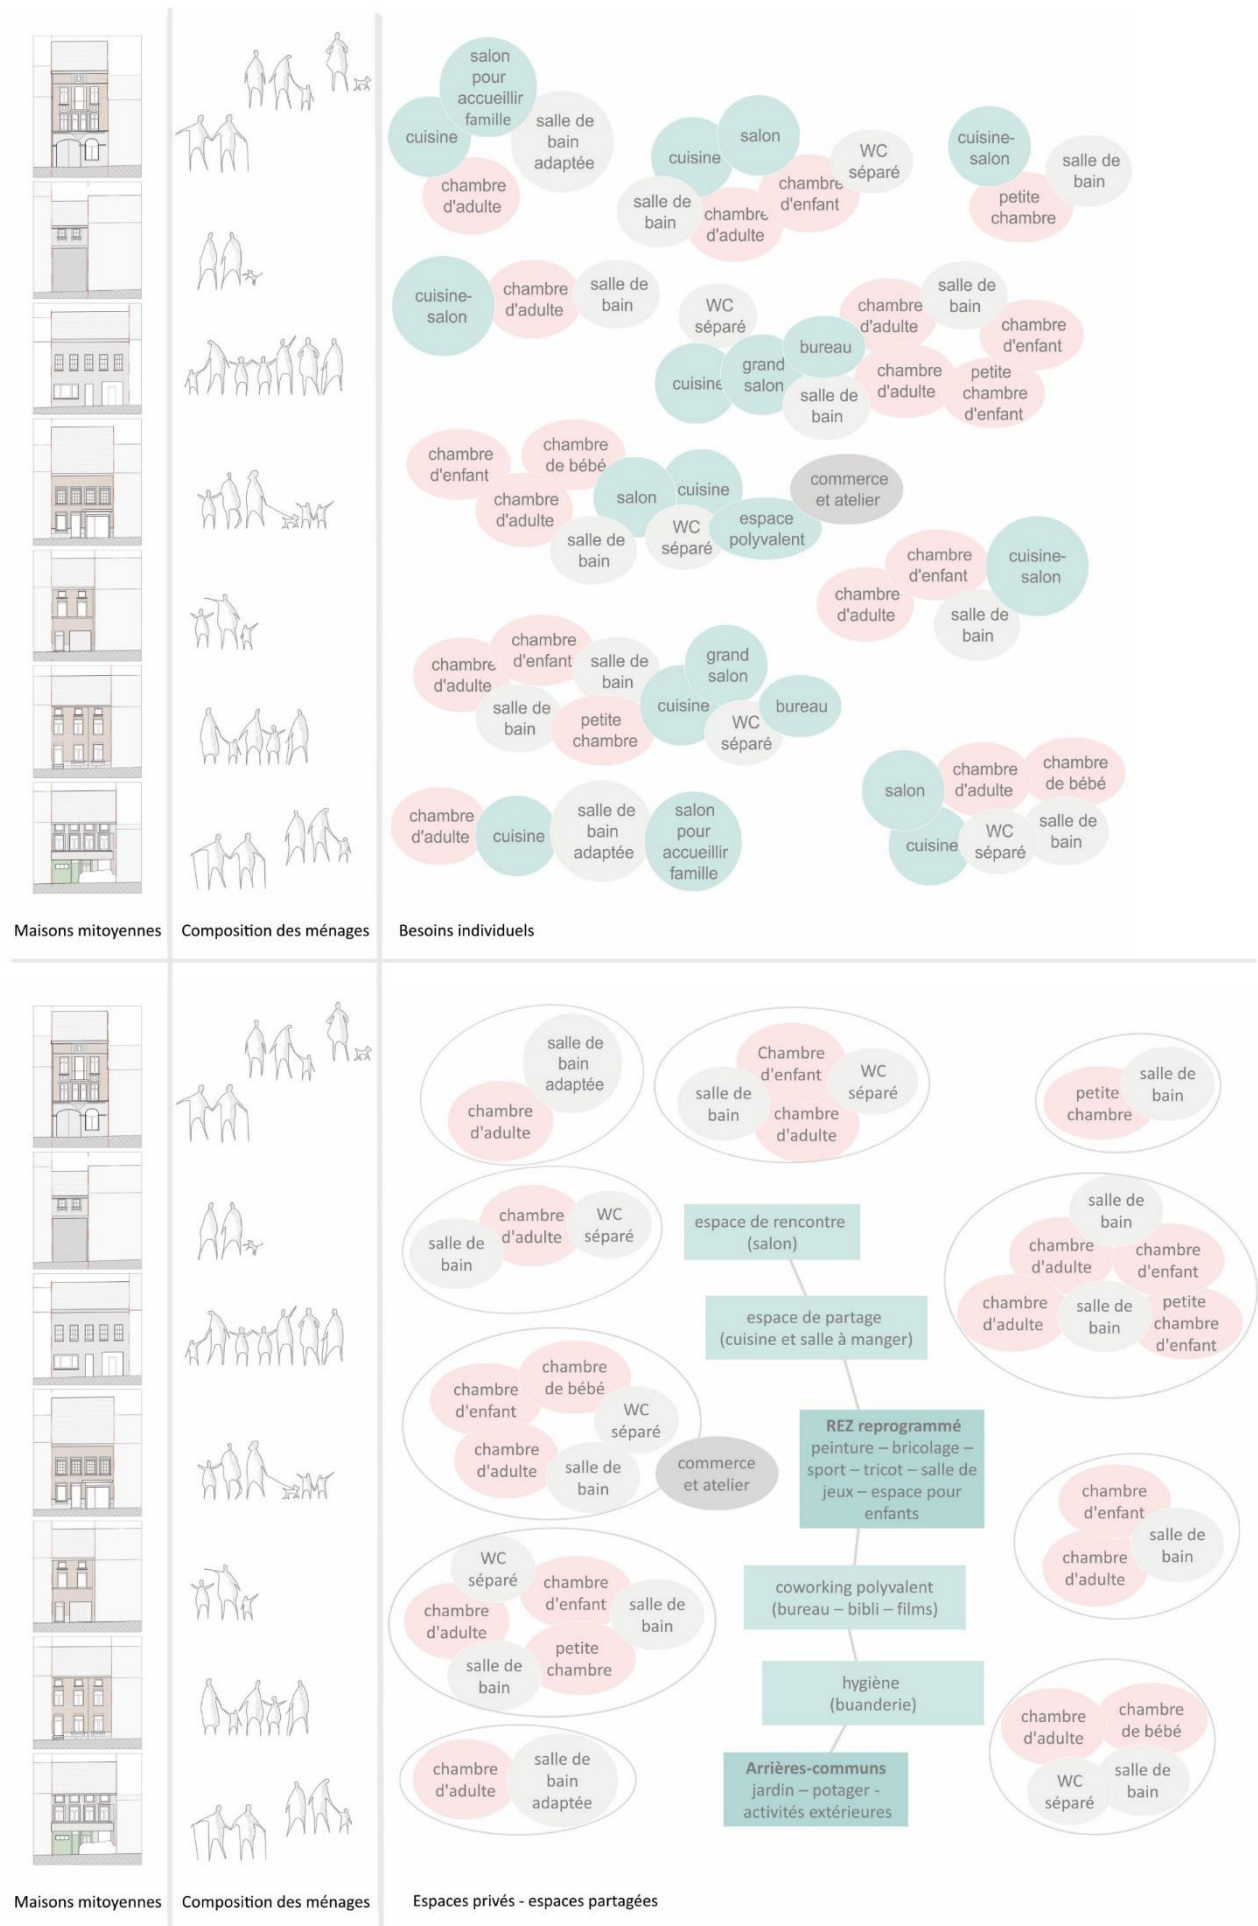 salon
pour
accueillir
famille
cuisine
salle de
bain
adaptée
chambre
d'adulte
cuisine
salon
WC
séparé
salle de
bain
chambre
d'adulte
chambre
d'enfant
cuisine-
salon
salle de
bain
petite
chambre
cuisine-
salon
chambre
d'adulte
salle de
bain
WC
séparé
cuisine
grand
salon
bureau
salle de
bain
chambre
d'adulte
salle de
bain
chambre
d'enfant
chambre
d'adulte
petite
chambre
d'enfant
chambre
d'enfant
chambre
de bébé
chambre
d'adulte
salle de
bain
salon
cuisine
WC
séparé
espace
polyvalent
commerce
et atelier
chambre
d'adulte
chambre
d'enfant
cuisine-
salon
salle de
bain
chambre
d'adulte
chambre
d'enfant
salle de
bain
salle de
bain
petite
chambre
cuisine
grand
salon
WC
séparé
bureau
chambre
d'adulte
cuisine
salle de
bain
adaptée
salon
pour
accueillir
famille
salon
chambre
d'adulte
chambre
de bébé
cuisine
WC
séparé
salle de
bain
Maisons mitoyennes
Composition des ménages
Besoins individuels
salle de
bain
adaptée
chambre
d'adulte
Chambre
d'enfant
salle de
bain
WC
séparé
chambre
d'adulte
petite
chambre
salle de
bain
salle de
bain
chambre
d'adulte
WC
séparé
espace de rencontre
(salon)
salle de
bain
chambre
d'adulte
chambre
d'enfant
chambre
d'adulte
salle de
bain
petite
chambre
d'enfant
espace de partage
(cuisine et salle à manger)
chambre
d'enfant
chambre
de bébé
WC
séparé
chambre
d'adulte
salle de
bain
commerce
et atelier
REZ reprogrammé
peinture – bricolage –
sport – tricot – salle de
jeux – espace pour
enfants
chambre
d'enfant
salle de
bain
chambre
d'adulte
WC
séparé
chambre
d'adulte
chambre
d'enfant
salle de
bain
salle de
bain
petite
chambre
coworking polyvalent
(bureau – bibli – films)
hygiène
(buanderie)
chambre
d'adulte
chambre
de bébé
WC
séparé
salle de
bain
chambre
d'adulte
salle de
bain
adaptée
Arrières-communs
jardin – potager -
activités extérieures
Maisons mitoyennes
Composition des ménages
Espaces privés - espaces partagées